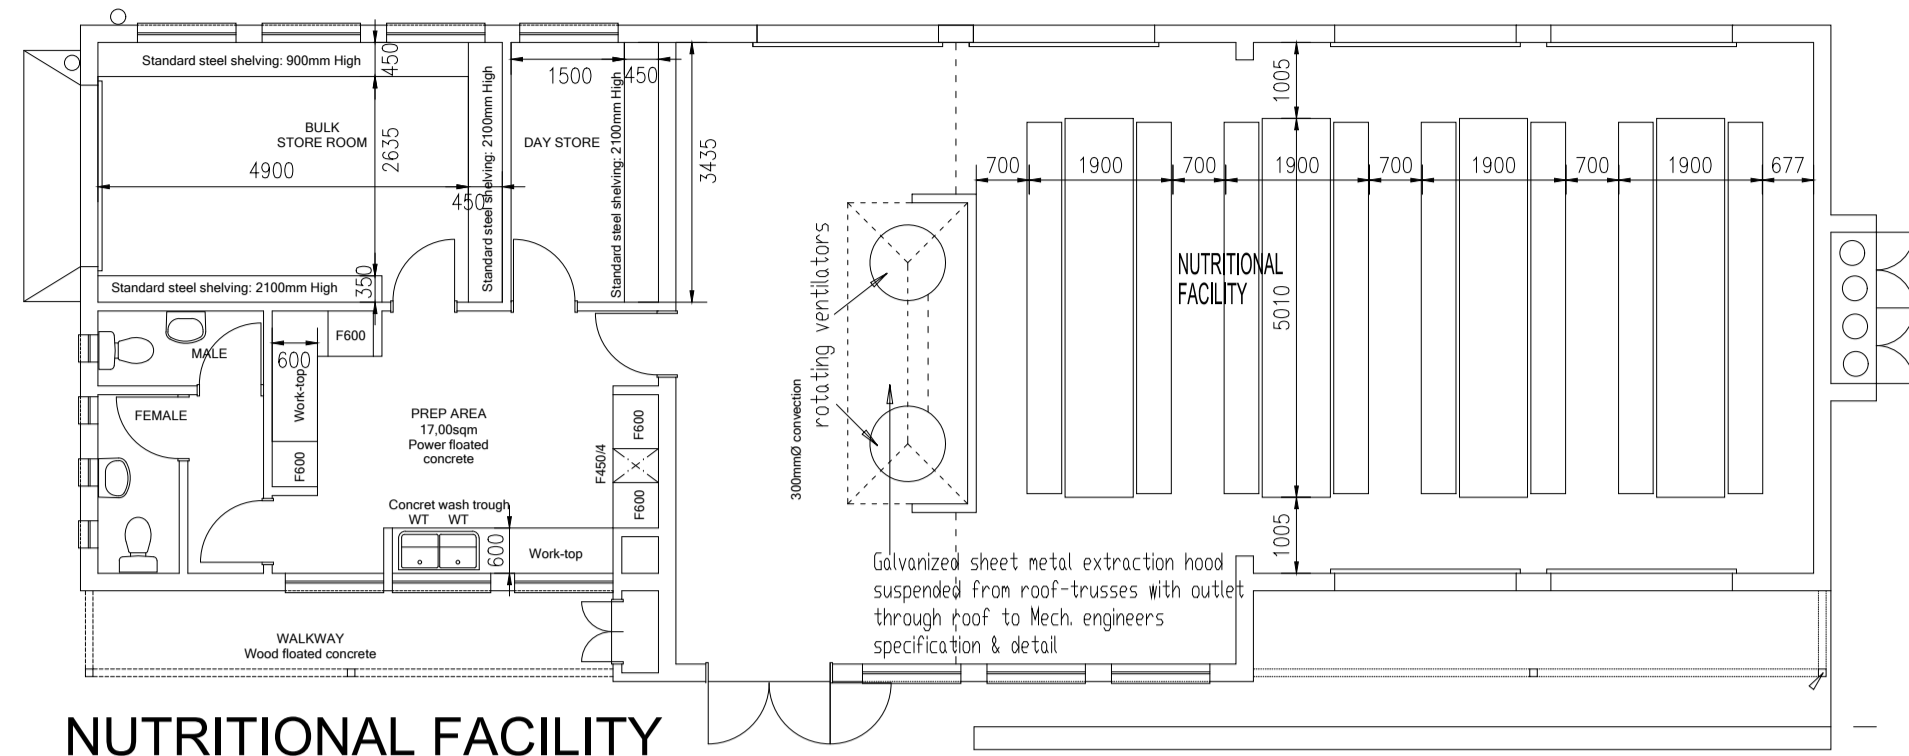 Standard steel shelving: 900mm High
450
BULK
STORE ROOM
4900
2635
450
Standard steel shelving: 2100mm High
Standard steel shelving: 2100mm High
350
1500
450
DAY STORE
Standard steel shelving: 2100mm High
3435
MALE
FEMALE
F600
600
Work-top
F600
PREP AREA
17,00sqm
Power floated
concrete
F600
X
F450/4
F600
Concret wash trough
WT WT
600
Work-top
WALKWAY
Wood floated concrete
300mmØ convection
rotating ventilators
Galvanized sheet metal extraction hood
suspended from roof-trusses with outlet
through roof to Mech. engineers
specification & detail
1005
700
1900
700
1900
700
1900
700
1900
677
NUTRITIONAL
FACILITY
5010
1005
NUTRITIONAL FACILITY